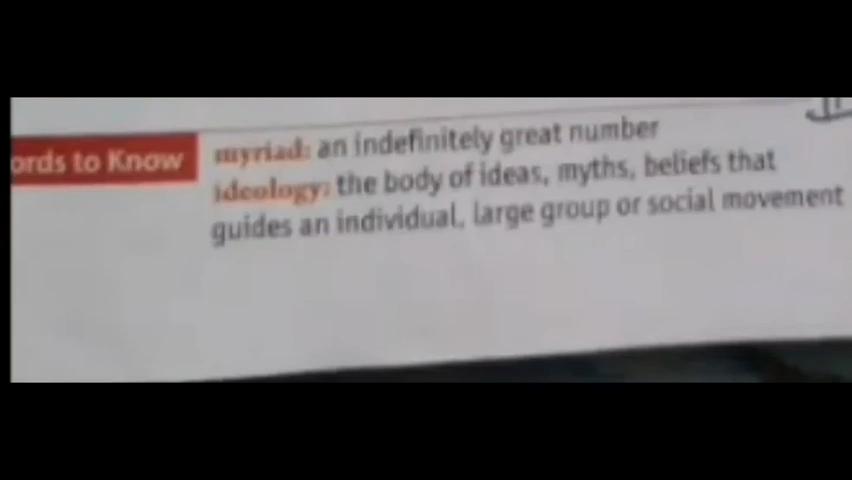 ords to Know
myriad: an indefinitely great number
ideology: the body of ideas, myths, beliefs that
guides an individual, large group or social movement